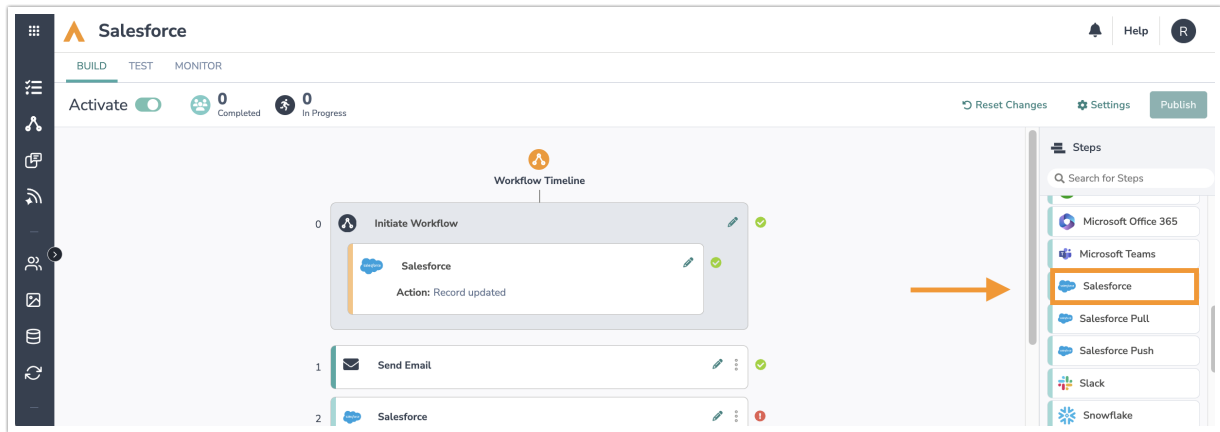 Salesforce
Help
R
BUILD TEST MONITOR
Activate
0
Completed
0
In Progress
Reset Changes
Settings
Publish
Workflow Timeline
0
Initiate Workflow
Salesforce
Action: Record updated
1
Send Email
2
Salesforce
Steps
Search for Steps
Microsoft Office 365
Microsoft Teams
Salesforce
Salesforce Pull
Salesforce Push
Slack
Snowflake